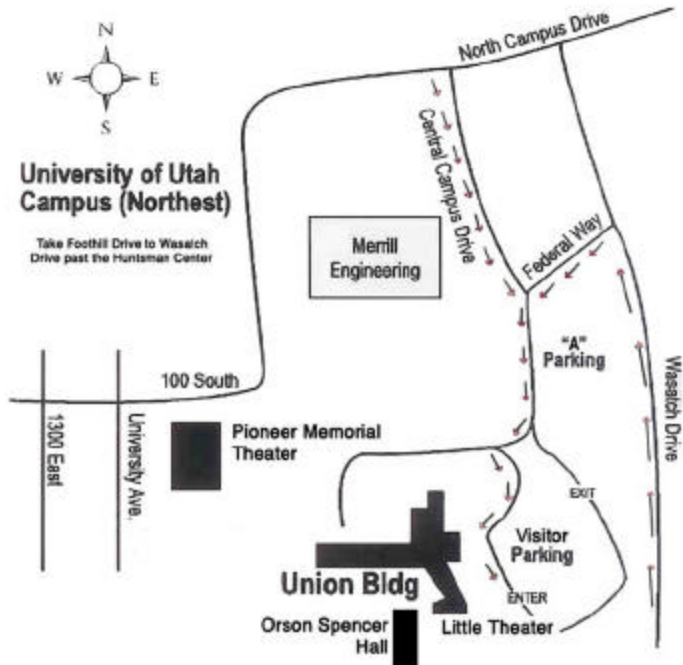 N
W E
S
University of Utah
Campus (Northest)
Take Foothill Drive to Wasatch
Drive past the Huntsman Center
North Campus Drive
Central Campus Drive
Merrill
Engineering
Federal Way
"A"
Parking
Wasatch Drive
100 South
1300 East
University Ave.
Pioneer Memorial
Theater
EXIT
Visitor
Parking
ENTER
Union Bldg
Orson Spencer
Hall
Little Theater